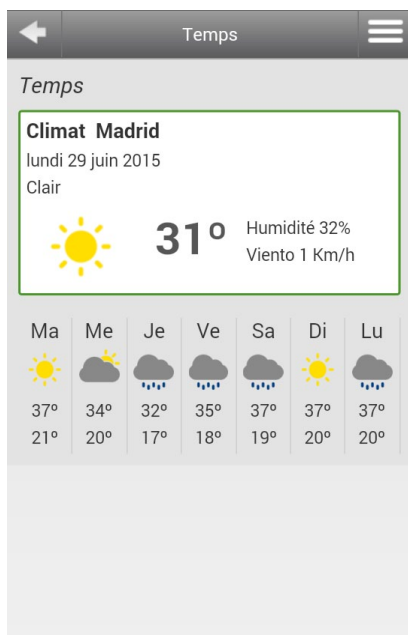 Temps
Temps
Climat Madrid
lundi 29 juin 2015
Clair
31º
Humidité 32%
Viento 1 Km/h
Ma Me Je Ve Sa Di Lu
37º 34º 32º 35º 37º 37º 37º
21º 20º 17º 18º 19º 20º 20º